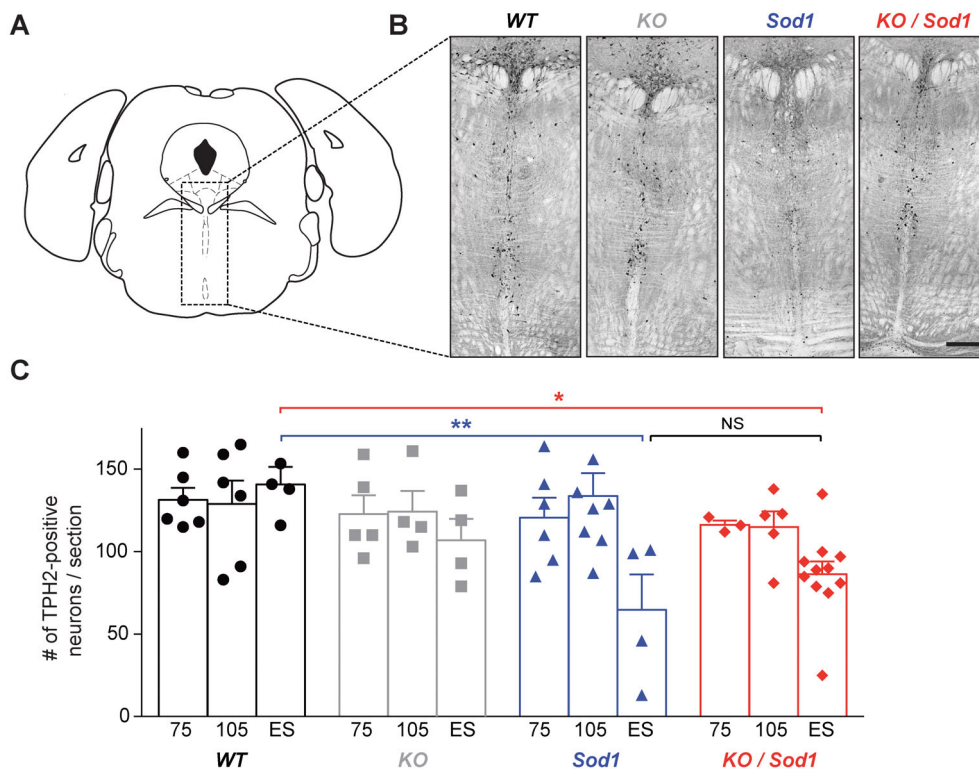 A
B
WT KO Sod1 KO / Sod1
C
*
** NS
# of TPH2-positive
neurons / section
150
100
50
0
75 105 ES 75 105 ES 75 105 ES 75 105 ES
WT KO Sod1 KO / Sod1